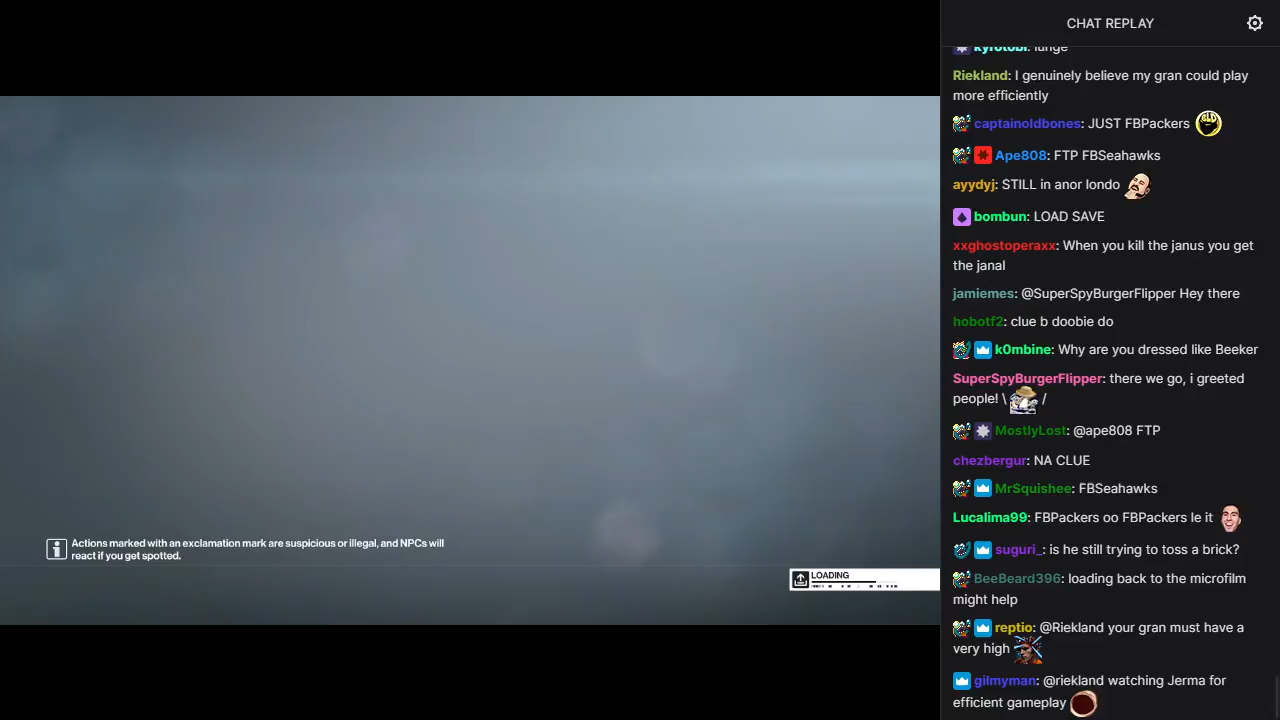 CHAT REPLAY
kyrotobi: lunge
Riekland: I genuinely believe my gran could play
more efficiently
captainoldbones: JUST FBPackers
Ape808: FTP FBSeahawks
ayydyj: STILL in anor londo
bombun: LOAD SAVE
xxghostoperaxx: When you kill the janus you get
the janal
jamiemes: @SuperSpyBurgerFlipper Hey there
hobotf2: clue b doobie do
k0mbine: Why are you dressed like Beeker
SuperSpyBurgerFlipper: there we go, i greeted
people! \ /
MostlyLost: @ape808 FTP
chezbergur: NA CLUE
MrSquishee: FBSeahawks
Lucalima99: FBPackers oo FBPackers le it
suguri_: is he still trying to toss a brick?
BeeBeard396: loading back to the microfilm
might help
reptio: @Riekland your gran must have a
very high
gilmyman: @riekland watching Jerma for
efficient gameplay
Actions marked with an exclamation mark are suspicious or illegal, and NPCs will
react if you get spotted.
LOADING